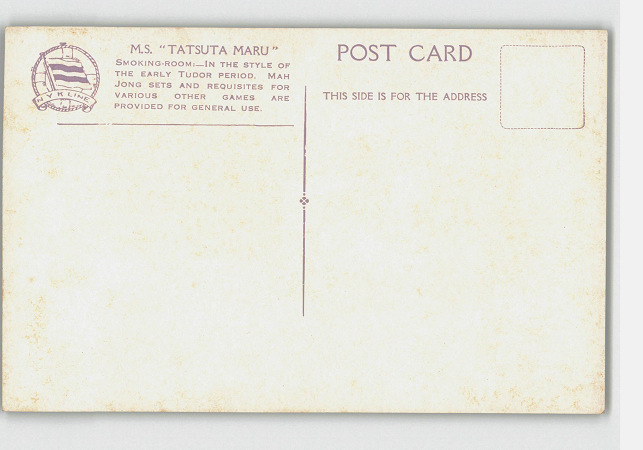 M.S. "TATSUTA MARU"
SMOKING-ROOM:—IN THE STYLE OF
THE EARLY TUDOR PERIOD. MAH
JONG SETS AND REQUISITES FOR
VARIOUS OTHER GAMES ARE
PROVIDED FOR GENERAL USE.
N Y K LINE
POST CARD
THIS SIDE IS FOR THE ADDRESS